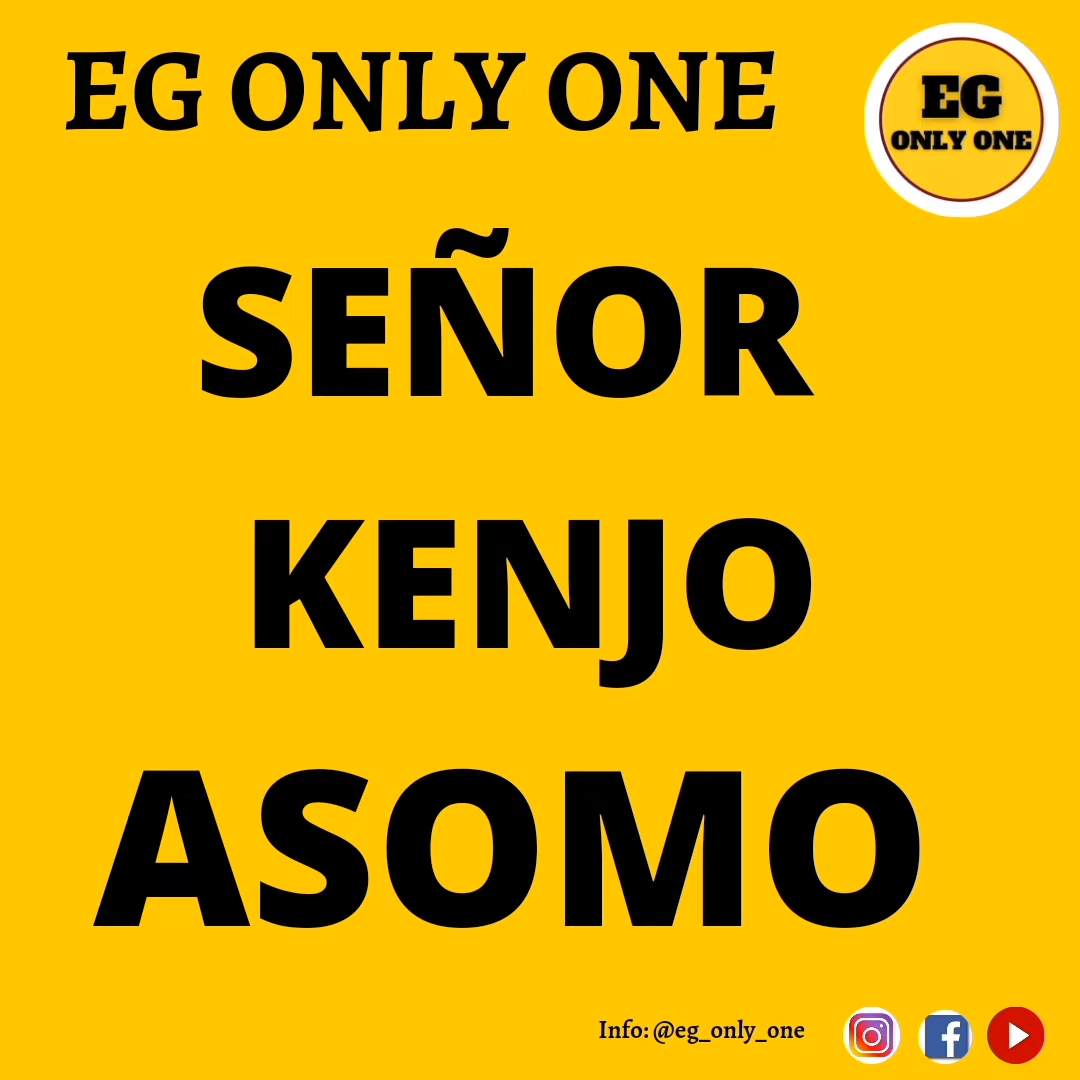 EG ONLY ONE
EG
ONLY ONE
SEÑOR
KENJO
ASOMO
Info: @eg_only_one